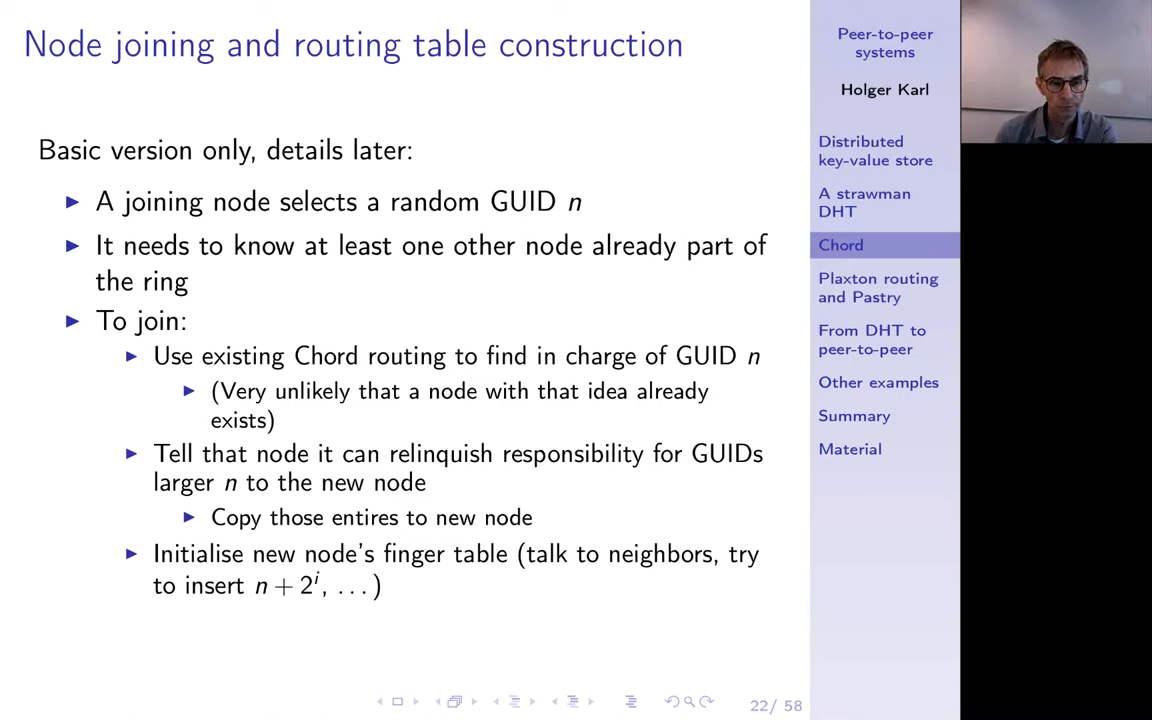 Node joining and routing table construction
Basic version only, details later:
A joining node selects a random GUID n
It needs to know at least one other node already part of
the ring
To join:
Use existing Chord routing to find in charge of GUID n
(Very unlikely that a node with that idea already
exists)
Tell that node it can relinquish responsibility for GUIDs
larger n to the new node
Copy those entires to new node
Initialise new node's finger table (talk to neighbors, try
to insert n + 2^i, ...)
22/ 58
Peer-to-peer
systems
Holger Karl
Distributed
key-value store
A strawman
DHT
Chord
Plaxton routing
and Pastry
From DHT to
peer-to-peer
Other examples
Summary
Material